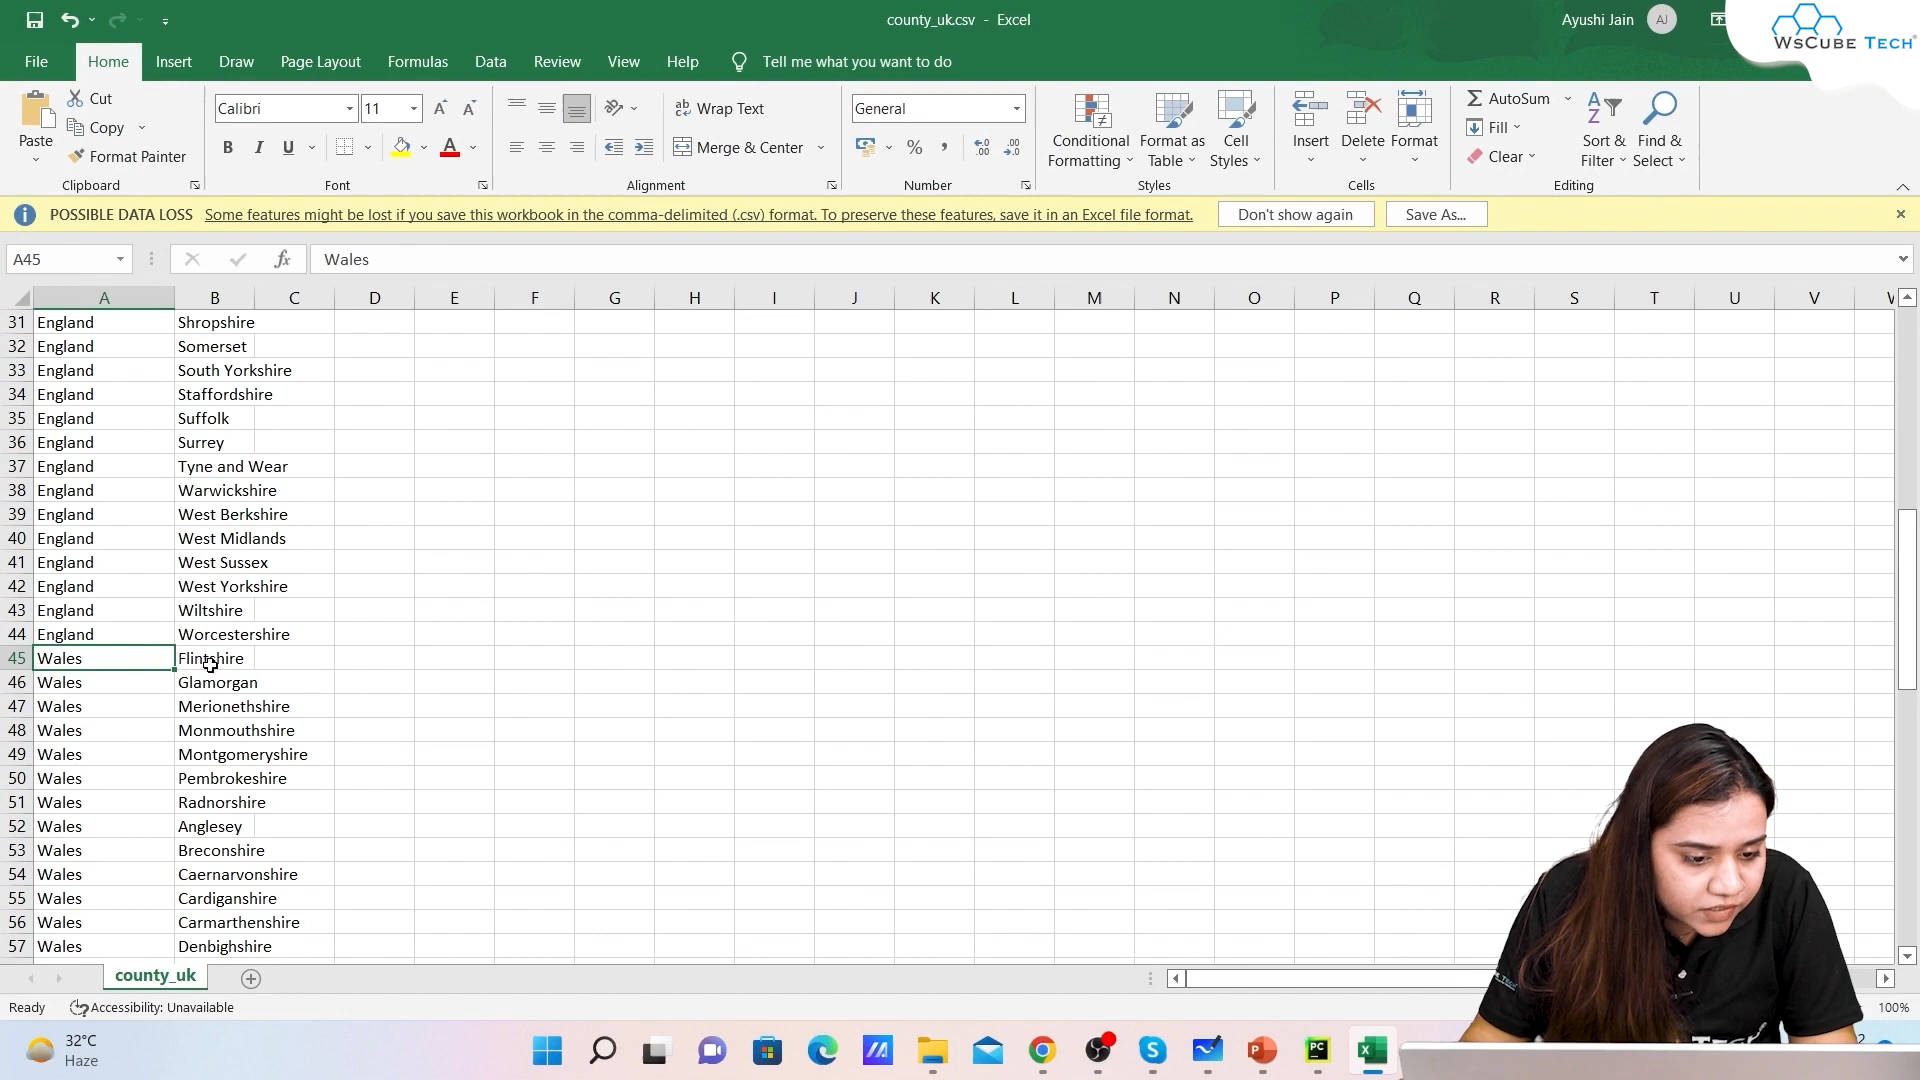 county_uk.csv - Excel
Ayushi Jain
AJ
WsCube Tech
File Home Insert Draw Page Layout Formulas Data Review View Help Tell me what you want to do
Paste
Cut
Copy
Format Painter
Clipboard
Calibri 11
B I U
Font
Wrap Text
Merge & Center
Alignment
General
Number
Conditional Formatting
Format as Table
Cell Styles
Styles
Insert Delete Format
Cells
AutoSum
Fill
Clear
Sort & Filter
Find & Select
Editing
POSSIBLE DATA LOSS Some features might be lost if you save this workbook in the comma-delimited (.csv) format. To preserve these features, save it in an Excel file format. Don't show again Save As...
A45 fx Wales
A B C D E F G H I J K L M N O P Q R S T U V
31 England Shropshire
32 England Somerset
33 England South Yorkshire
34 England Staffordshire
35 England Suffolk
36 England Surrey
37 England Tyne and Wear
38 England Warwickshire
39 England West Berkshire
40 England West Midlands
41 England West Sussex
42 England West Yorkshire
43 England Wiltshire
44 England Worcestershire
45 Wales Flintshire
46 Wales Glamorgan
47 Wales Merionethshire
48 Wales Monmouthshire
49 Wales Montgomeryshire
50 Wales Pembrokeshire
51 Wales Radnorshire
52 Wales Anglesey
53 Wales Breconshire
54 Wales Caernarvonshire
55 Wales Cardiganshire
56 Wales Carmarthenshire
57 Wales Denbighshire
county_uk
Ready Accessibility: Unavailable 100%
32°C
Haze